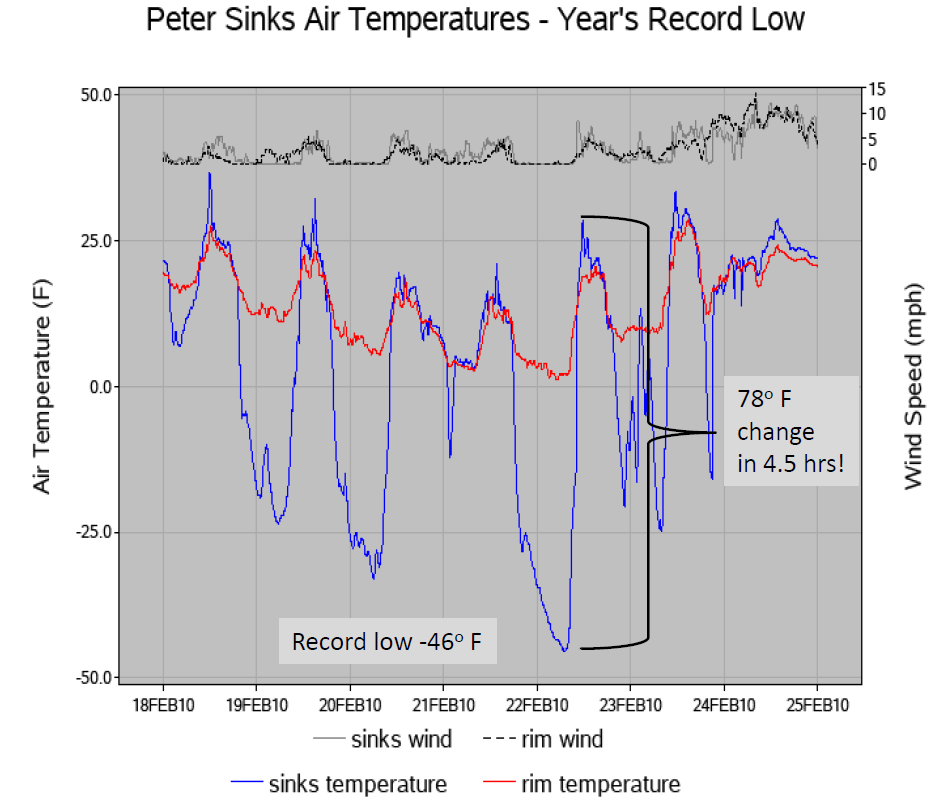 Peter Sinks Air Temperatures - Year's Record Low
50.0
25.0
0.0
-25.0
-50.0
Air Temperature (F)
15
10
5
0
Wind Speed (mph)
78º F
change
in 4.5 hrs!
Record low -46º F
18FEB10 19FEB10 20FEB10 21FEB10 22FEB10 23FEB10 24FEB10 25FEB10
sinks wind rim wind
sinks temperature rim temperature